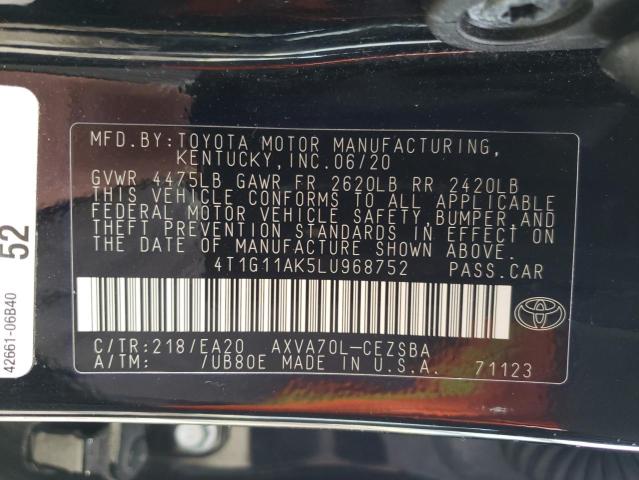 MFD.BY: TOYOTA MOTOR MANUFACTURING,
KENTUCKY, INC. 06/20
GVWR 4475LB GAWR FR 2620LB RR 2420LB
THIS VEHICLE CONFORMS TO ALL APPLICABLE
FEDERAL MOTOR VEHICLE SAFETY, BUMPER, AND
THEFT PREVENTION STANDARDS IN EFFECT ON
THE DATE OF MANUFACTURE SHOWN ABOVE.
4T1G11AK5LU968752 PASS.CAR
C/TR:218/EA20 AXVA70L-CEZSBA
A/TM: /UB80E MADE IN U.S.A. 71123
52
42661-06B40